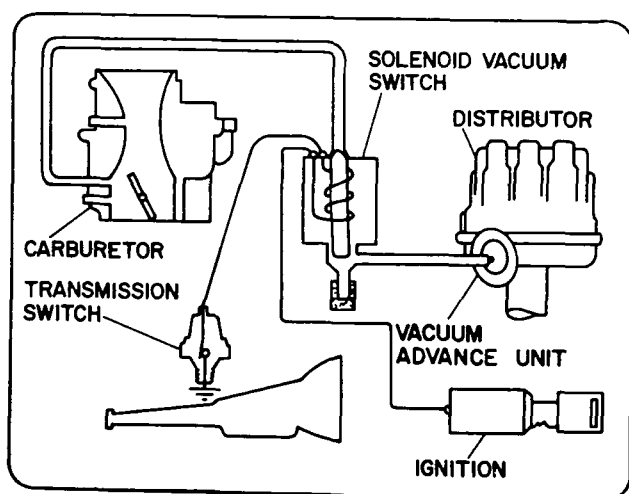 SOLENOID VACUUM
SWITCH
DISTRIBUTOR
CARBURETOR
TRANSMISSION
SWITCH
VACUUM
ADVANCE UNIT
IGNITION